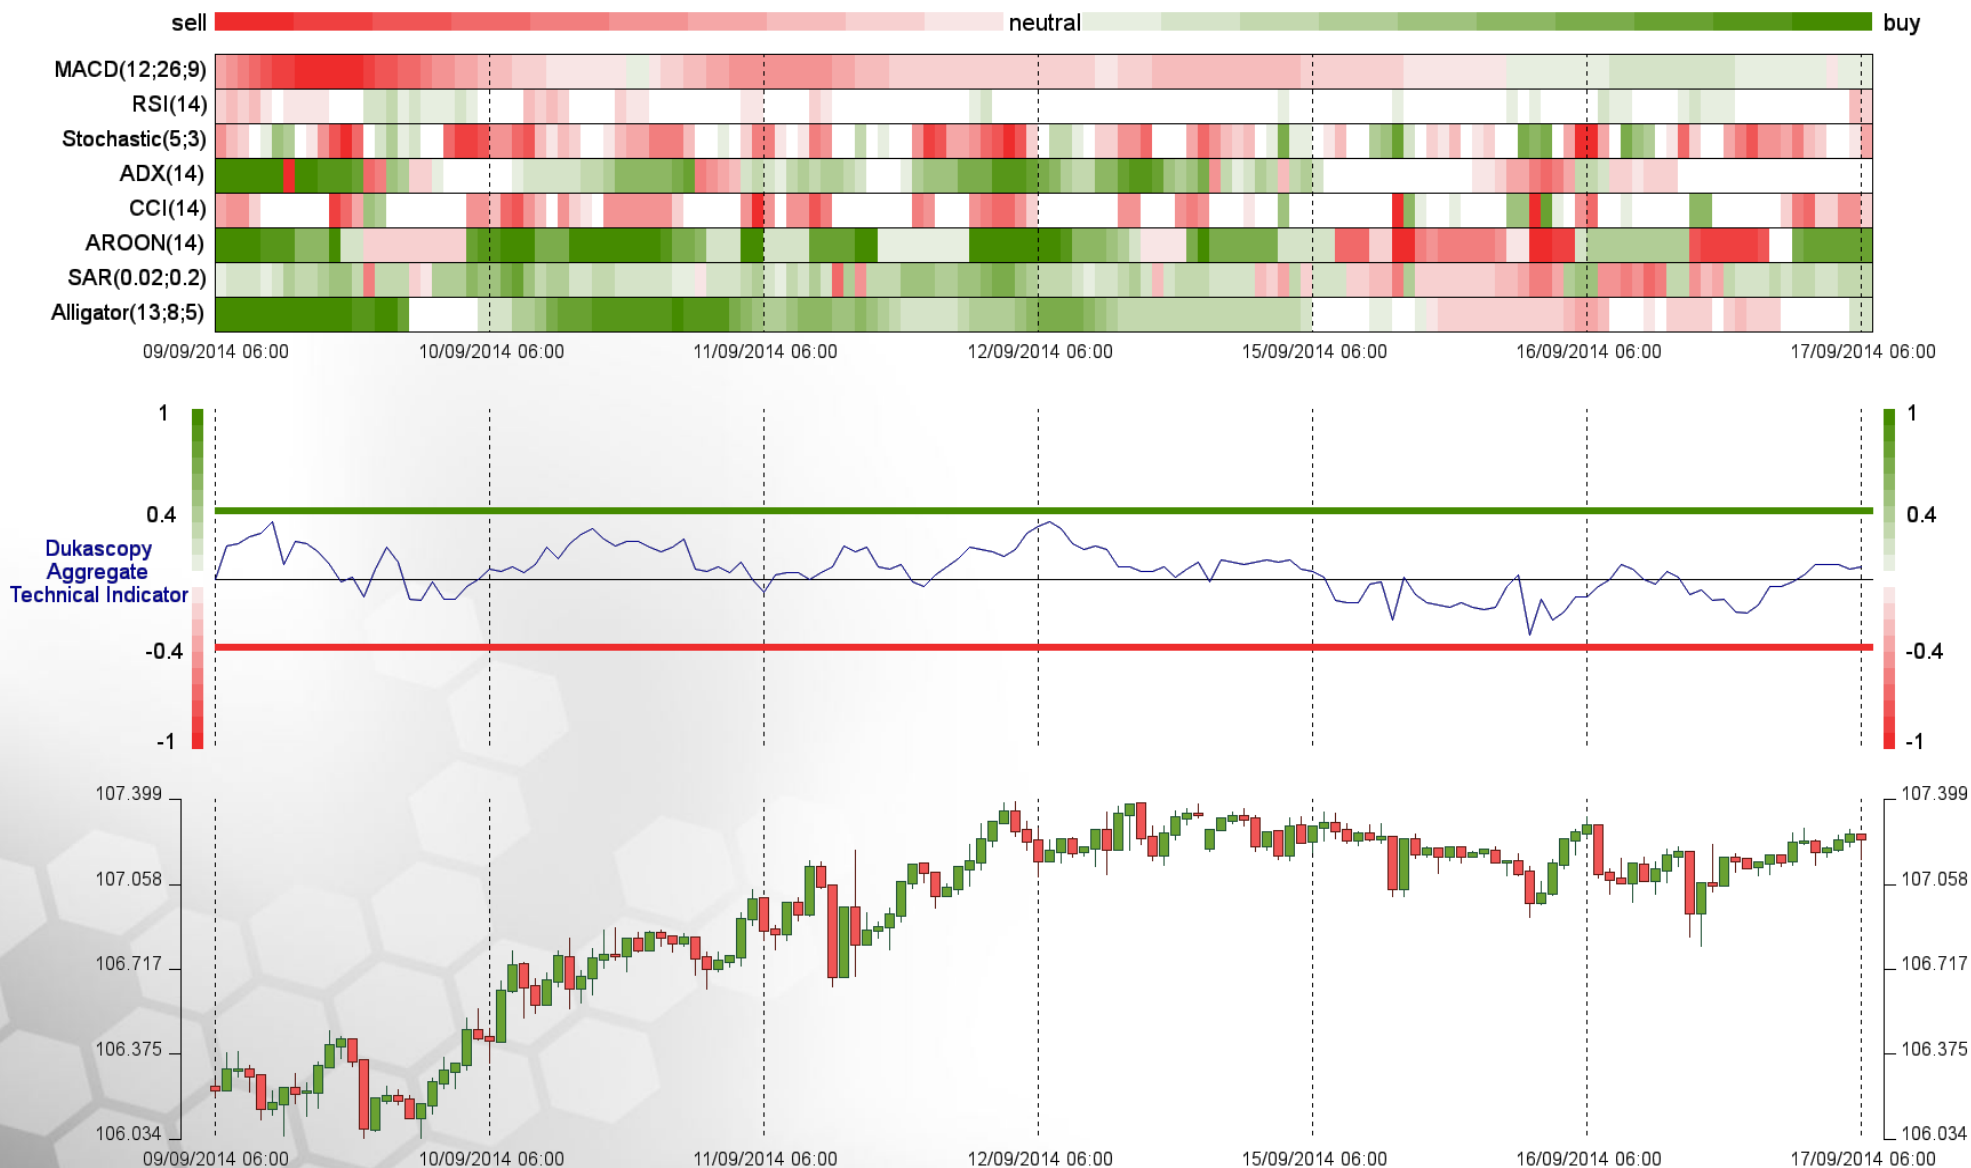 sell neutral buy
MACD(12;26;9)
RSI(14)
Stochastic(5;3)
ADX(14)
CCI(14)
AROON(14)
SAR(0.02;0.2)
Alligator(13;8;5)
09/09/2014 06:00 10/09/2014 06:00 11/09/2014 06:00 12/09/2014 06:00 15/09/2014 06:00 16/09/2014 06:00 17/09/2014 06:00
1 1
0.4 0.4
Dukascopy
Aggregate
Technical Indicator
-0.4 -0.4
-1 -1
107.399 107.399
107.058 107.058
106.717 106.717
106.375 106.375
106.034 106.034
09/09/2014 06:00 10/09/2014 06:00 11/09/2014 06:00 12/09/2014 06:00 15/09/2014 06:00 16/09/2014 06:00 17/09/2014 06:00